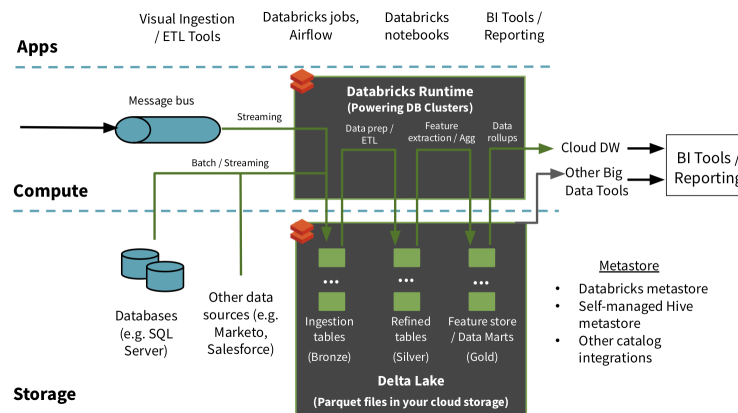 Visual Ingestion
/ ETL Tools
Databricks jobs,
Airflow
Databricks
notebooks
BI Tools /
Reporting
Apps
Databricks Runtime
(Powering DB Clusters)
Message bus
Streaming
Data prep /
ETL
Feature
extraction / Agg
Data
rollups
Cloud DW
Other Big
Data Tools
BI Tools /
Reporting
Batch / Streaming
Compute
Databases
(e.g. SQL
Server)
Other data
sources (e.g.
Marketo,
Salesforce)
...
...
...
Ingestion
tables
(Bronze)
Refined
tables
(Silver)
Feature store
/ Data Marts
(Gold)
Delta Lake
(Parquet files in your cloud storage)
Metastore
• Databricks metastore
• Self-managed Hive
metastore
• Other catalog
integrations
Storage